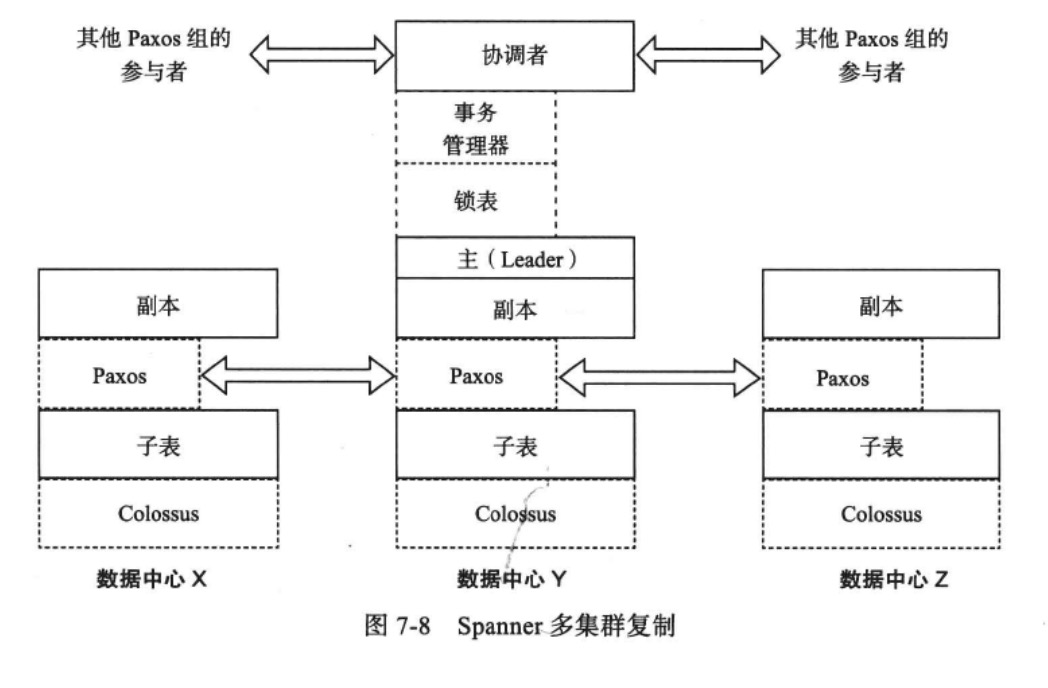 其他 Paxos 组的
参与者
协调者
其他 Paxos 组的
参与者
事务
管理器
锁表
主（Leader）
副本
副本
副本
Paxos
Paxos
Paxos
子表
子表
子表
Colossus
Colossus
Colossus
数据中心 X
数据中心 Y
数据中心 Z
图 7-8 Spanner 多集群复制